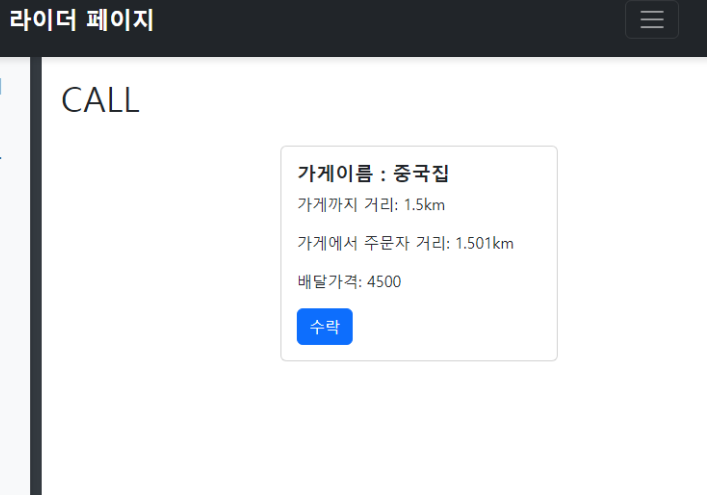 라이더 페이지
CALL
가게이름 : 중국집
가게까지 거리: 1.5km
가게에서 주문자 거리: 1.501km
배달가격: 4500
수락